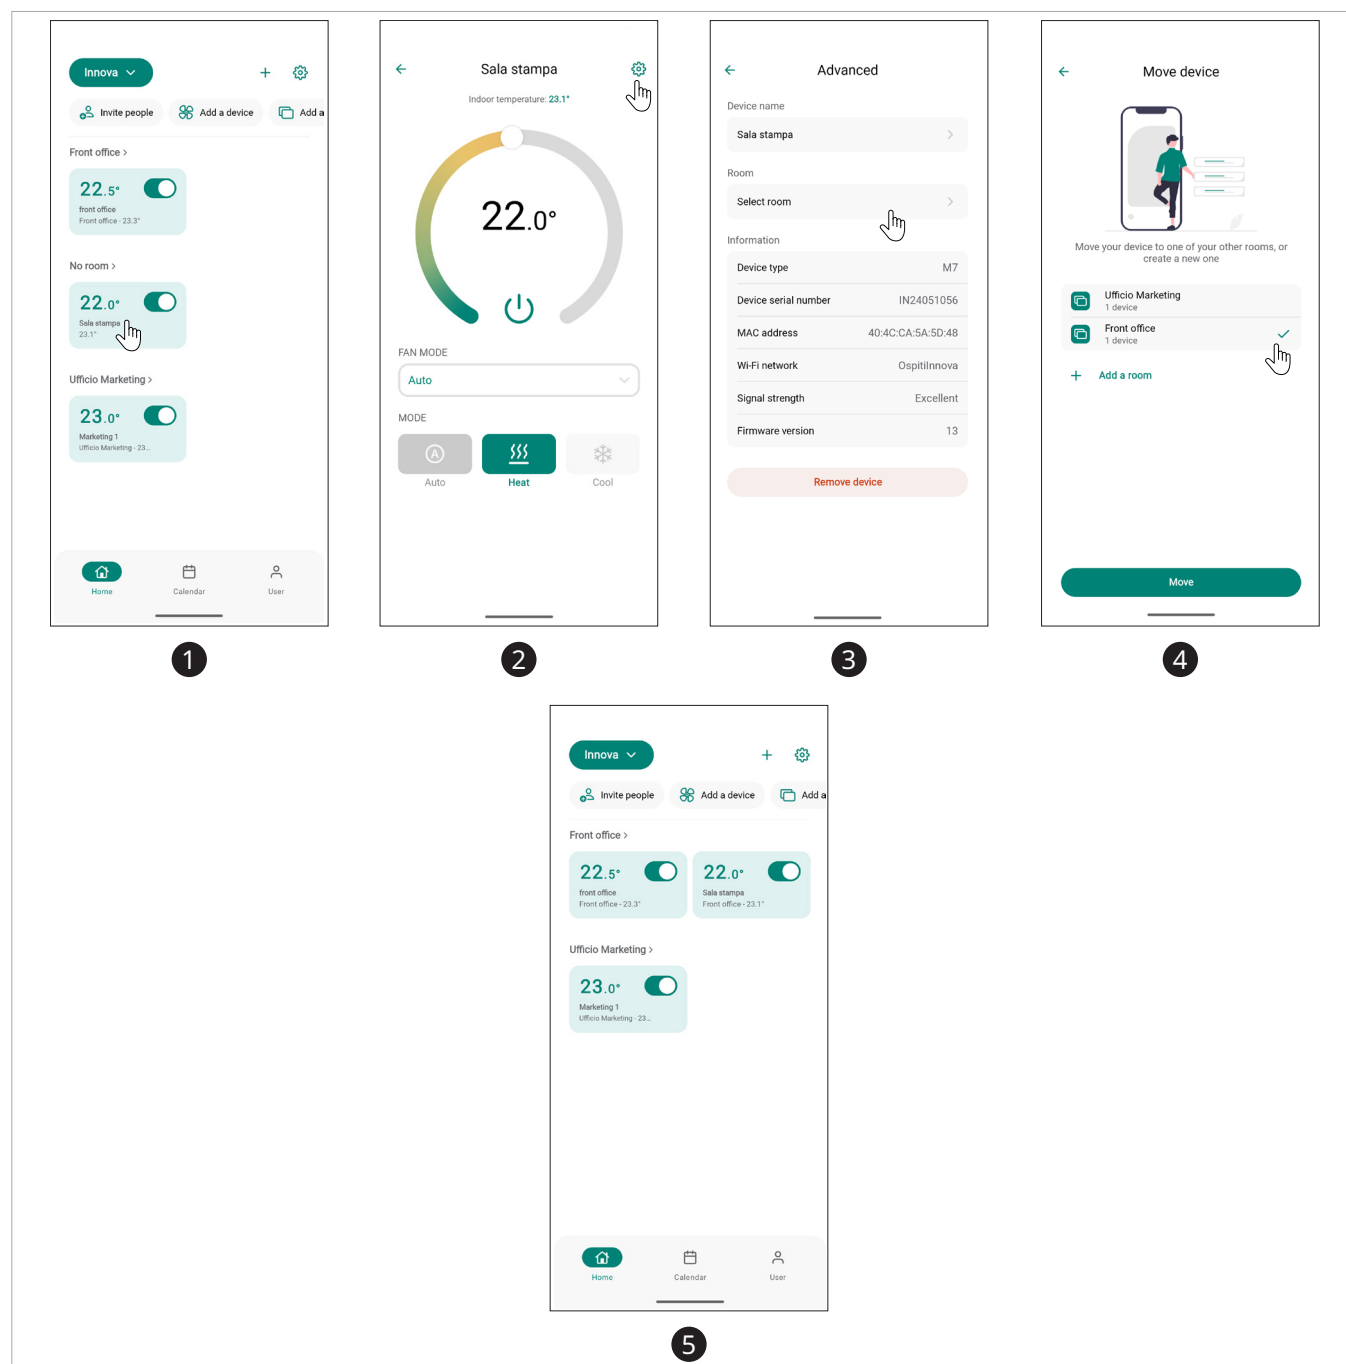 Innova
Invite people
Add a device
Add a
Front office >
22.5°
front office
Front office - 23.3°
No room >
22.0°
Sala stampa
23.1°
Ufficio Marketing >
23.0°
Marketing 1
Ufficio Marketing - 23...
Home
Calendar
User
1
Sala stampa
Indoor temperature: 23.1°
22.0°
FAN MODE
Auto
MODE
A
Auto
Heat
Cool
2
Advanced
Device name
Sala stampa
Room
Select room
Information
Device type M7
Device serial number IN24051056
MAC address 40:4C:CA:5A:5D:48
Wi-Fi network OspitiInnova
Signal strength Excellent
Firmware version 13
Remove device
3
Move device
Move your device to one of your other rooms, or
create a new one
Ufficio Marketing
1 device
Front office
1 device
Add a room
Move
4
Innova
Invite people
Add a device
Add a
Front office >
22.5°
front office
Front office - 23.3°
22.0°
Sala stampa
Front office - 23.1°
Ufficio Marketing >
23.0°
Marketing 1
Ufficio Marketing - 23...
Home
Calendar
User
5